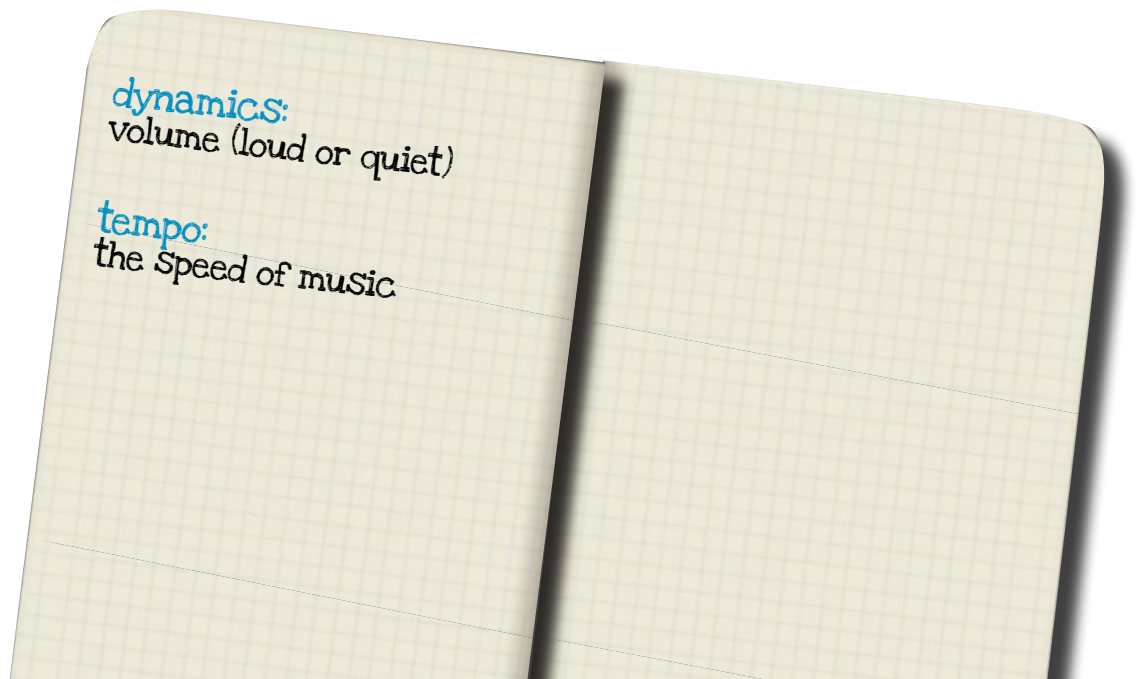 dynamics:
volume (loud or quiet)
tempo:
the speed of music